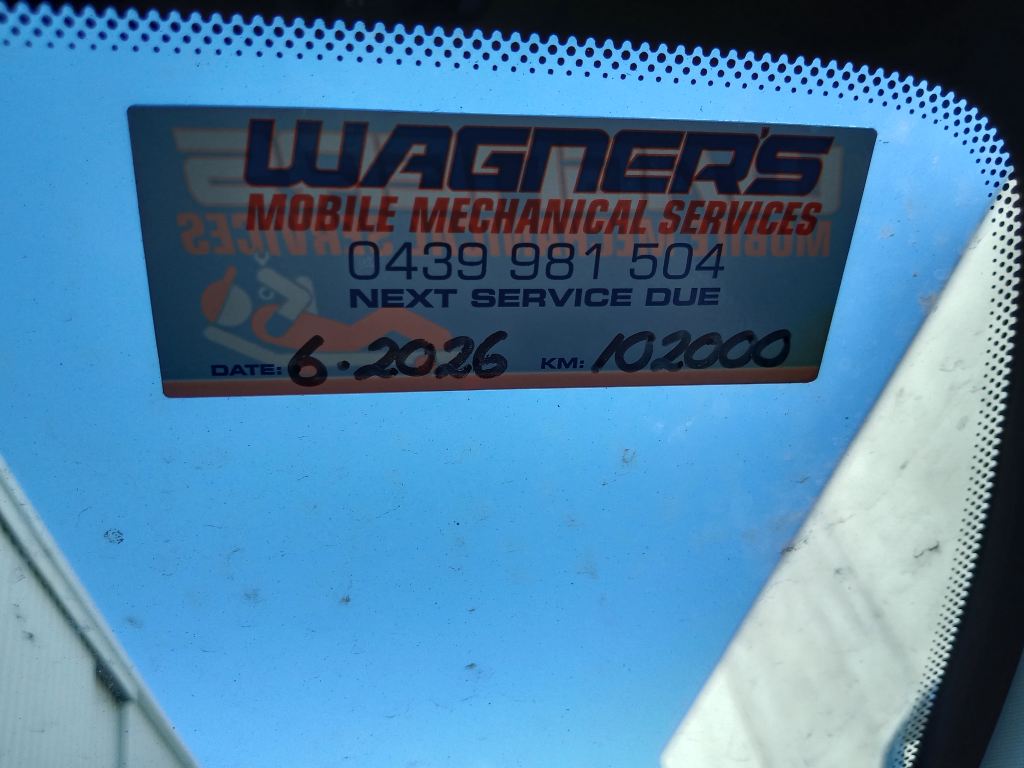 WAGNER'S
MOBILE MECHANICAL SERVICES
0439 981 504
NEXT SERVICE DUE
DATE: 6.2026 KM: 102000